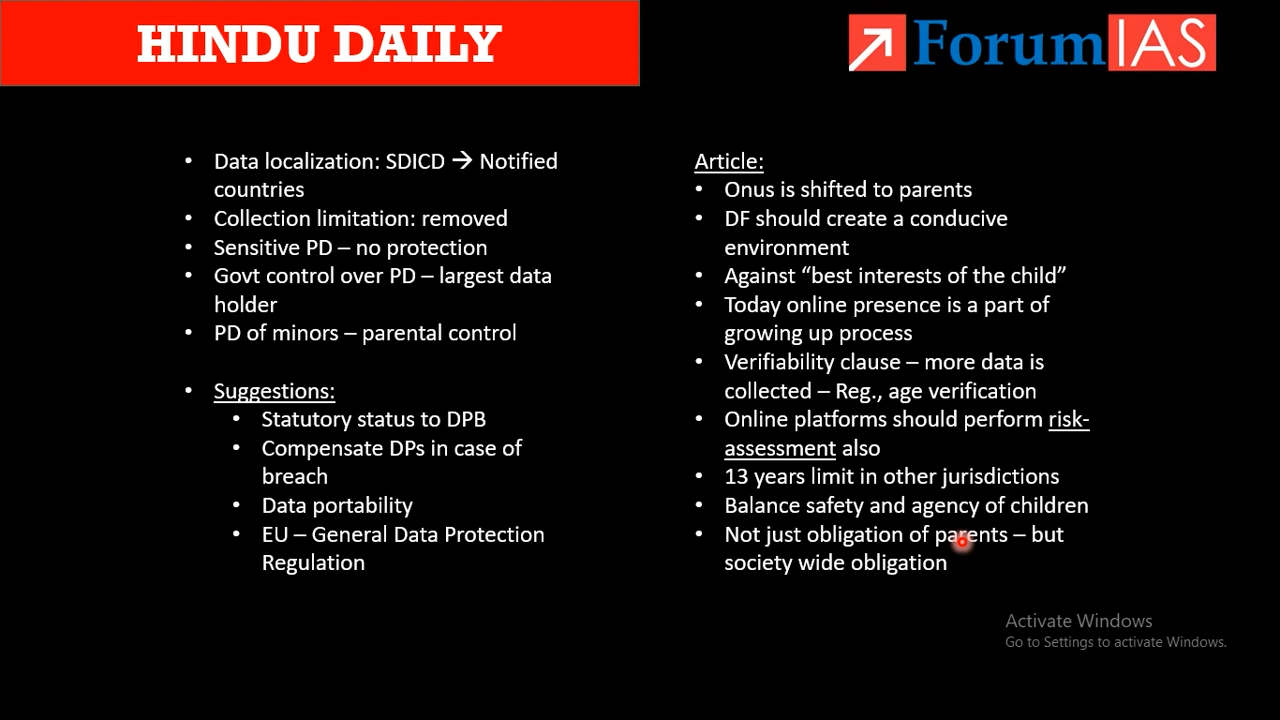 HINDU DAILY
ForumIAS
• Data localization: SDICD → Notified
countries
• Collection limitation: removed
• Sensitive PD – no protection
• Govt control over PD – largest data
holder
• PD of minors – parental control
• Suggestions:
• Statutory status to DPB
• Compensate DPs in case of
breach
• Data portability
• EU – General Data Protection
Regulation
Article:
• Onus is shifted to parents
• DF should create a conducive
environment
• Against “best interests of the child”
• Today online presence is a part of
growing up process
• Verifiability clause – more data is
collected – Reg., age verification
• Online platforms should perform risk-
assessment also
• 13 years limit in other jurisdictions
• Balance safety and agency of children
• Not just obligation of parents – but
society wide obligation
Activate Windows
Go to Settings to activate Windows.